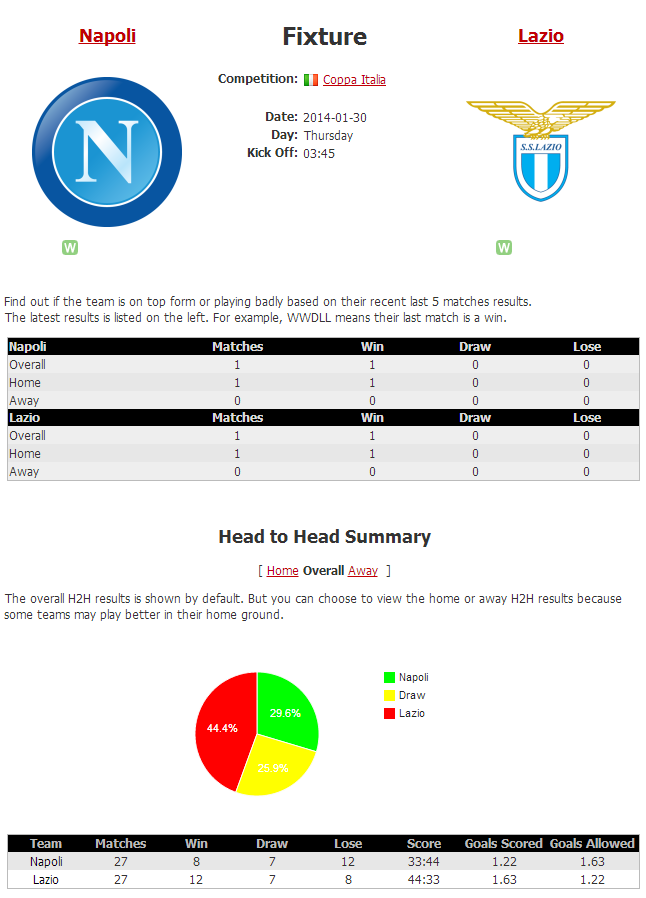 Napoli Fixture Lazio
Competition: Coppa Italia
Date: 2014-01-30
Day: Thursday
Kick Off: 03:45
N
S.S.LAZIO
W W
Find out if the team is on top form or playing badly based on their recent last 5 matches results.
The latest results is listed on the left. For example, WWDLL means their last match is a win.
Napoli Matches Win Draw Lose
Overall 1 1 0 0
Home 1 1 0 0
Away 0 0 0 0
Lazio Matches Win Draw Lose
Overall 1 1 0 0
Home 1 1 0 0
Away 0 0 0 0
Head to Head Summary
[ Home Overall Away ]
The overall H2H results is shown by default. But you can choose to view the home or away H2H results because
some teams may play better in their home ground.
29.6%
44.4%
25.9%
Napoli
Draw
Lazio
Team Matches Win Draw Lose Score Goals Scored Goals Allowed
Napoli 27 8 7 12 33:44 1.22 1.63
Lazio 27 12 7 8 44:33 1.63 1.22